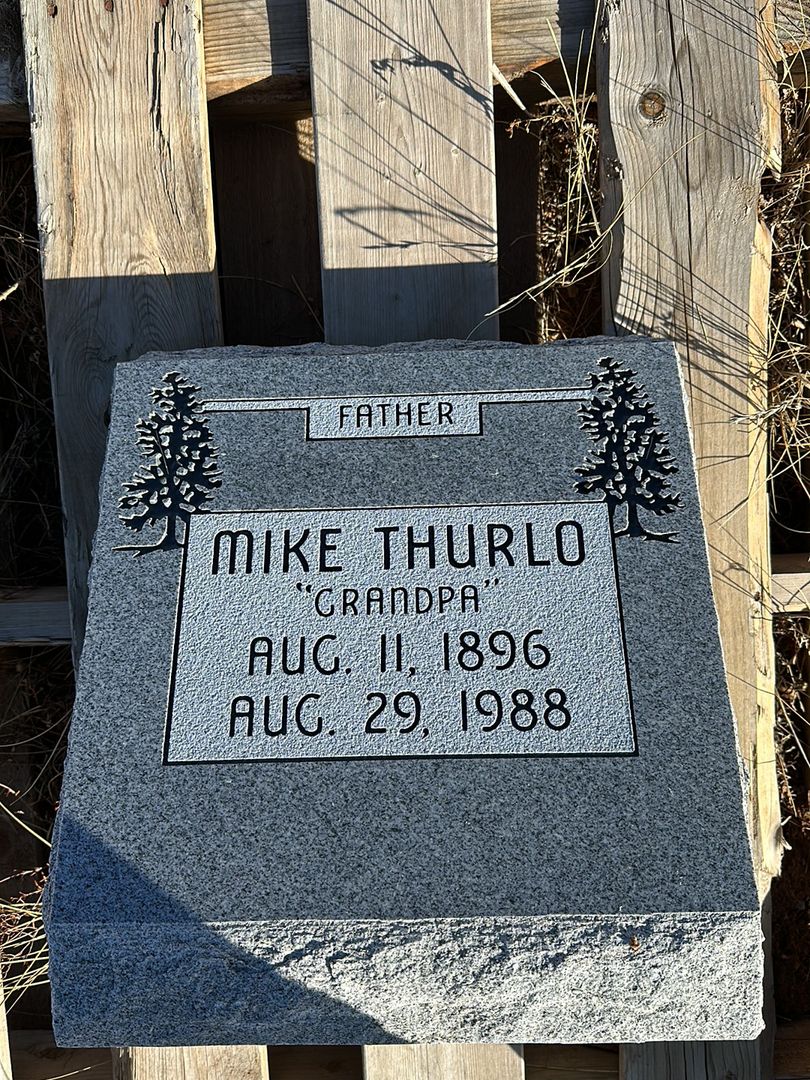 FATHER
MIKE THURLO
"GRANDPA"
AUG. 11, 1896
AUG. 29, 1988